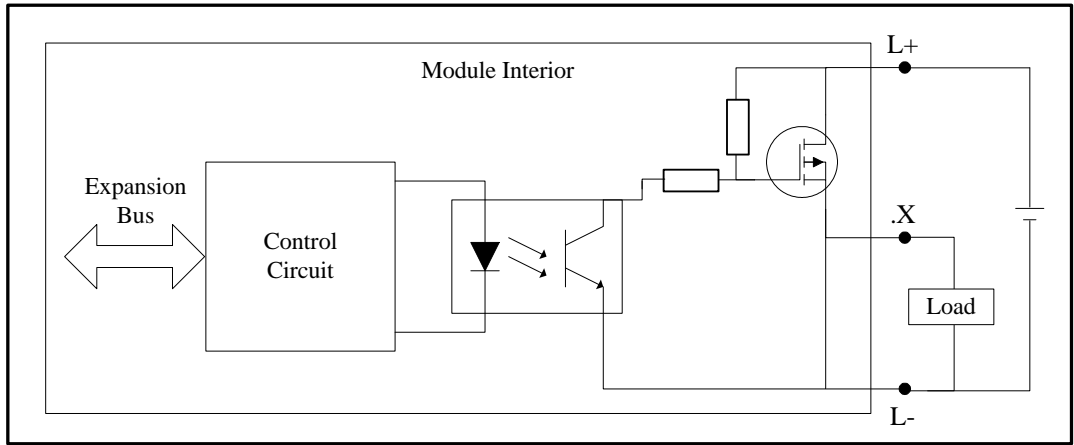 Module Interior
L+
Expansion
Bus
Control
Circuit
.X
Load
L-